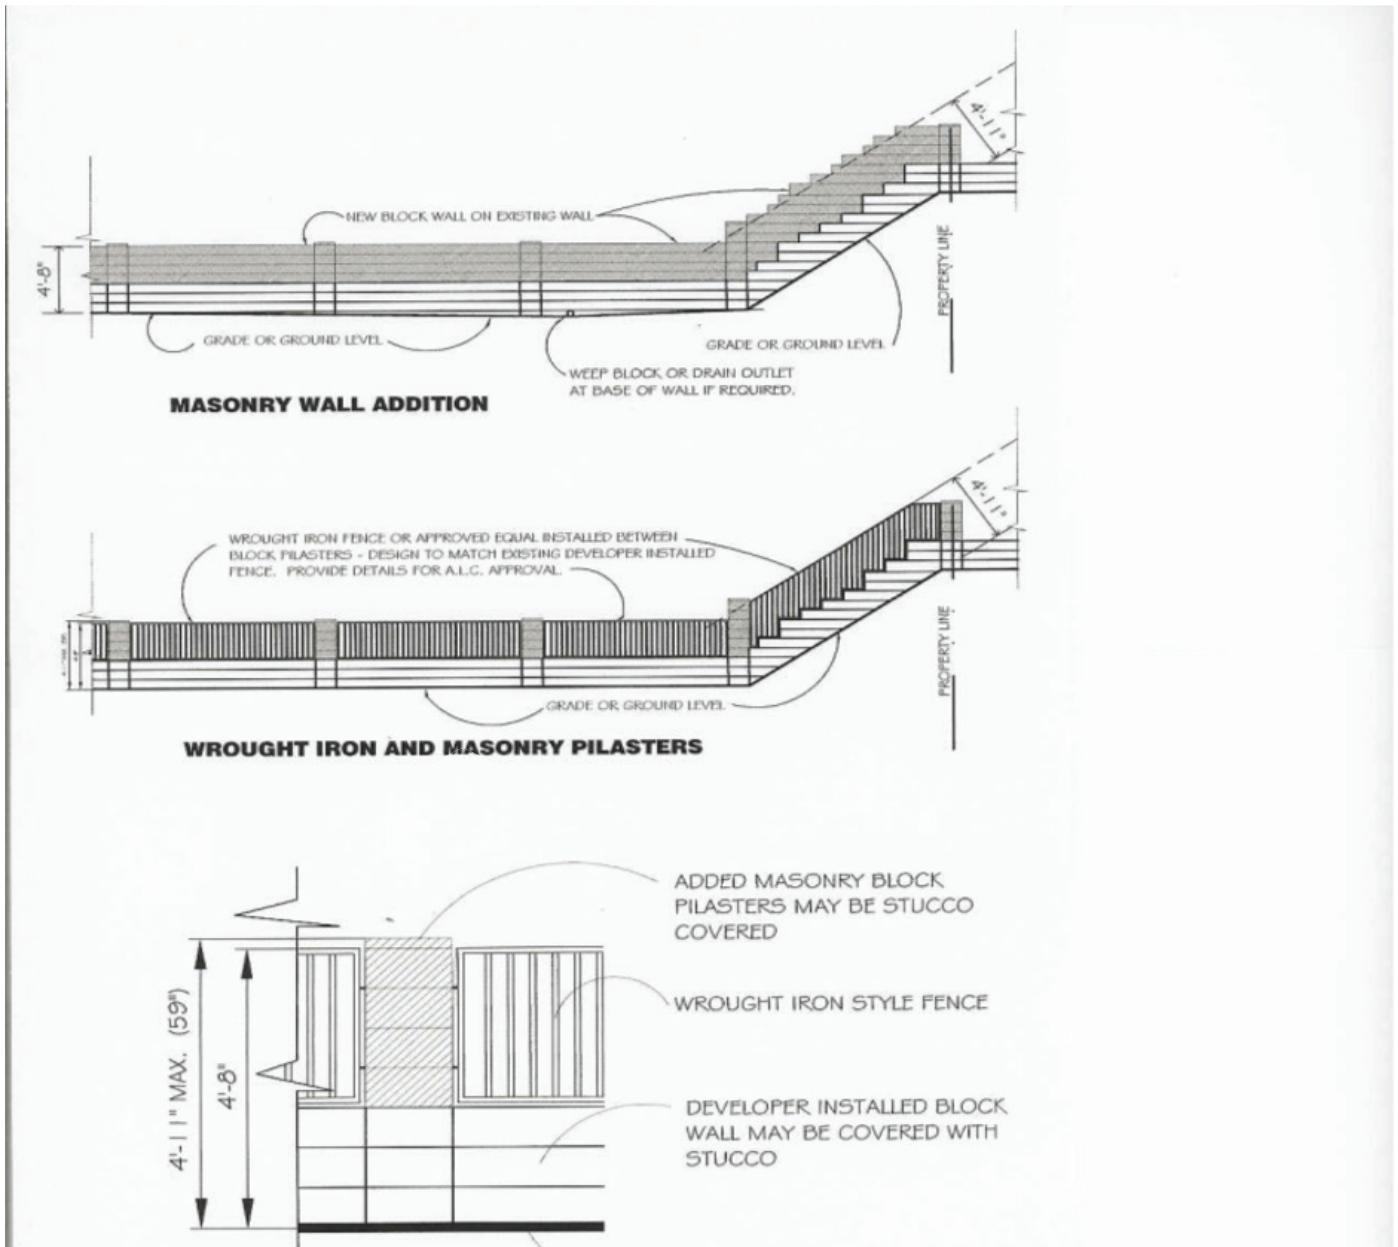 4'-11"
NEW BLOCK WALL ON EXISTING WALL
4'-8"
PROPERTY LINE
GRADE OR GROUND LEVEL
GRADE OR GROUND LEVEL
WEEP BLOCK OR DRAIN OUTLET
AT BASE OF WALL IF REQUIRED.
MASONRY WALL ADDITION
4'-11"
WROUGHT IRON FENCE OR APPROVED EQUAL INSTALLED BETWEEN
BLOCK PILASTERS - DESIGN TO MATCH EXISTING DEVELOPER INSTALLED
FENCE. PROVIDE DETAILS FOR A.L.C. APPROVAL.
PROPERTY LINE
GRADE OR GROUND LEVEL
WROUGHT IRON AND MASONRY PILASTERS
ADDED MASONRY BLOCK
PILASTERS MAY BE STUCCO
COVERED
WROUGHT IRON STYLE FENCE
4'-11" MAX. (59")
4'-8"
DEVELOPER INSTALLED BLOCK
WALL MAY BE COVERED WITH
STUCCO